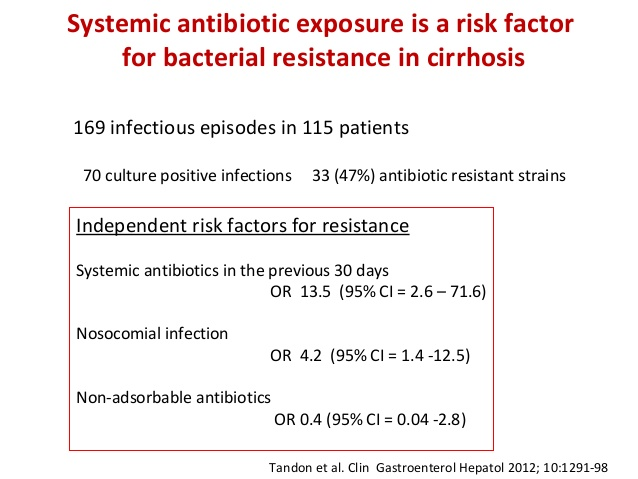 Systemic antibiotic exposure is a risk factor
for bacterial resistance in cirrhosis
169 infectious episodes in 115 patients
70 culture positive infections 33 (47%) antibiotic resistant strains
Independent risk factors for resistance
Systemic antibiotics in the previous 30 days
OR 13.5 (95% CI = 2.6 – 71.6)
Nosocomial infection
OR 4.2 (95% CI = 1.4 -12.5)
Non-adsorbable antibiotics
OR 0.4 (95% CI = 0.04 -2.8)
Tandon et al. Clin Gastroenterol Hepatol 2012; 10:1291-98